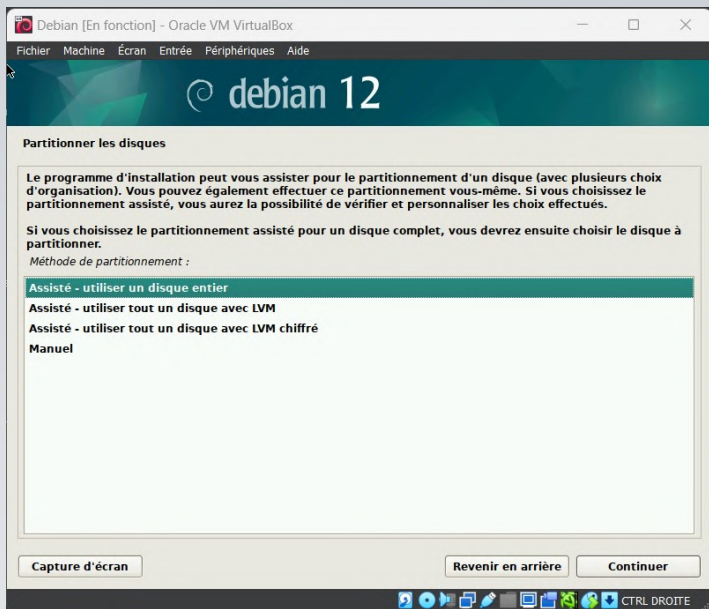 Debian [En fonction] - Oracle VM VirtualBox
Fichier Machine Écran Entrée Périphériques Aide
debian 12
Partitionner les disques
Le programme d'installation peut vous assister pour le partitionnement d'un disque (avec plusieurs choix
d'organisation). Vous pouvez également effectuer ce partitionnement vous-même. Si vous choisissez le
partitionnement assisté, vous aurez la possibilité de vérifier et personnaliser les choix effectués.
Si vous choisissez le partitionnement assisté pour un disque complet, vous devrez ensuite choisir le disque à
partitionner.
Méthode de partitionnement :
Assisté - utiliser un disque entier
Assisté - utiliser tout un disque avec LVM
Assisté - utiliser tout un disque avec LVM chiffré
Manuel
Capture d'écran Revenir en arrière Continuer
CTRL DROITE